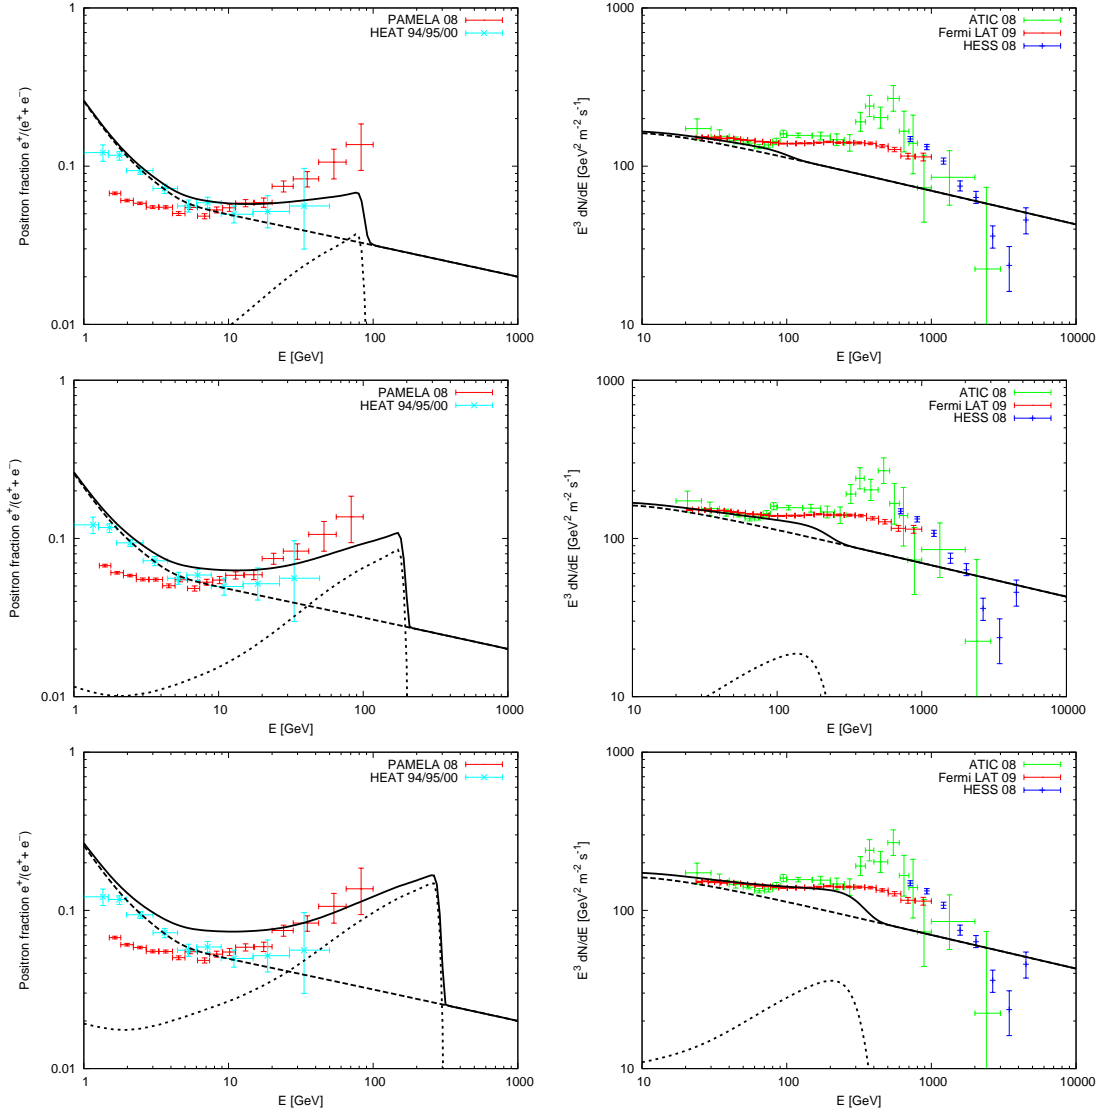 1
0.1
0.01
1
10
100
1000
Positron fraction e⁺/(e⁺+ e⁻)
E [GeV]
PAMELA 08
HEAT 94/95/00
1000
100
10
10
100
1000
10000
E³ dN/dE [GeV² m⁻² s⁻¹]
E [GeV]
ATIC 08
Fermi LAT 09
HESS 08
1
0.1
0.01
1
10
100
1000
Positron fraction e⁺/(e⁺+ e⁻)
E [GeV]
PAMELA 08
HEAT 94/95/00
1000
100
10
10
100
1000
10000
E³ dN/dE [GeV² m⁻² s⁻¹]
E [GeV]
ATIC 08
Fermi LAT 09
HESS 08
1
0.1
0.01
1
10
100
1000
Positron fraction e⁺/(e⁺+ e⁻)
E [GeV]
PAMELA 08
HEAT 94/95/00
1000
100
10
10
100
1000
10000
E³ dN/dE [GeV² m⁻² s⁻¹]
E [GeV]
ATIC 08
Fermi LAT 09
HESS 08